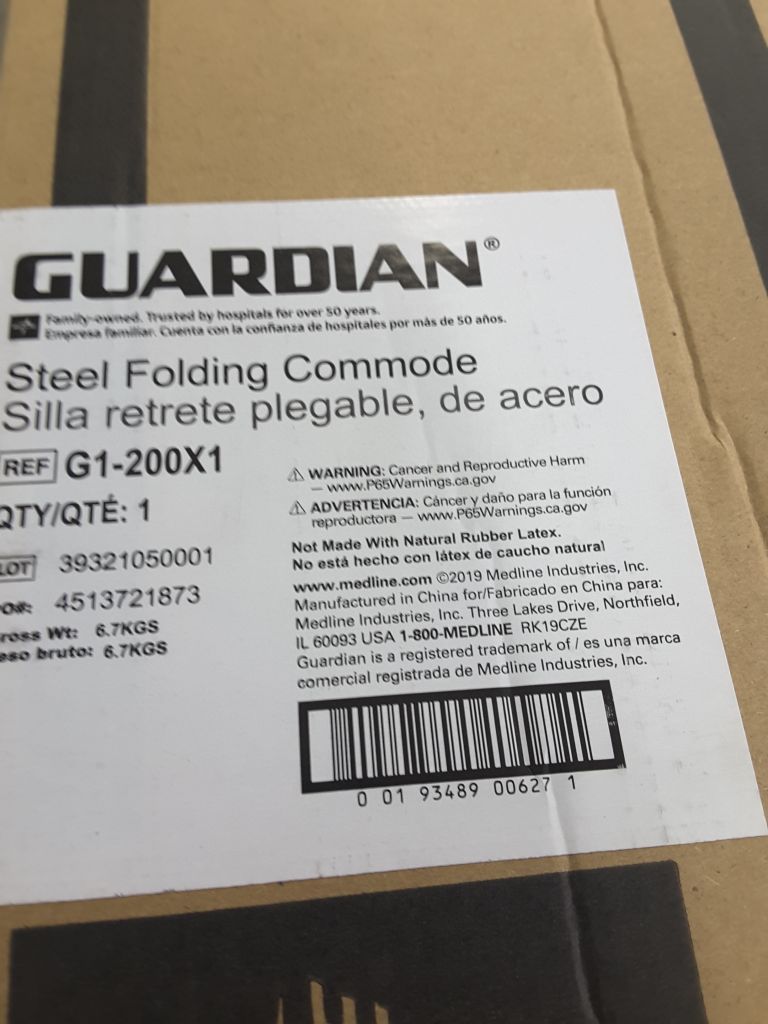 GUARDIAN®
Family-owned. Trusted by hospitals for over 50 years.
Empresa familiar. Cuenta con la confianza de hospitales por más de 50 años.
Steel Folding Commode
Silla retrete plegable, de acero
REF G1-200X1
QTY/QTÉ: 1
LOT 39321050001
PO#: 4513721873
ross Wt: 6.7KGS
eso bruto: 6.7KGS
⚠ WARNING: Cancer and Reproductive Harm
— www.P65Warnings.ca.gov
⚠ ADVERTENCIA: Cáncer y daño para la función
reproductora — www.P65Warnings.ca.gov
Not Made With Natural Rubber Latex.
No está hecho con látex de caucho natural
www.medline.com ©2019 Medline Industries, Inc.
Manufactured in China for/Fabricado en China para:
Medline Industries, Inc. Three Lakes Drive, Northfield,
IL 60093 USA 1-800-MEDLINE RK19CZE
Guardian is a registered trademark of / es una marca
comercial registrada de Medline Industries, Inc.
0 01 93489 00627 1